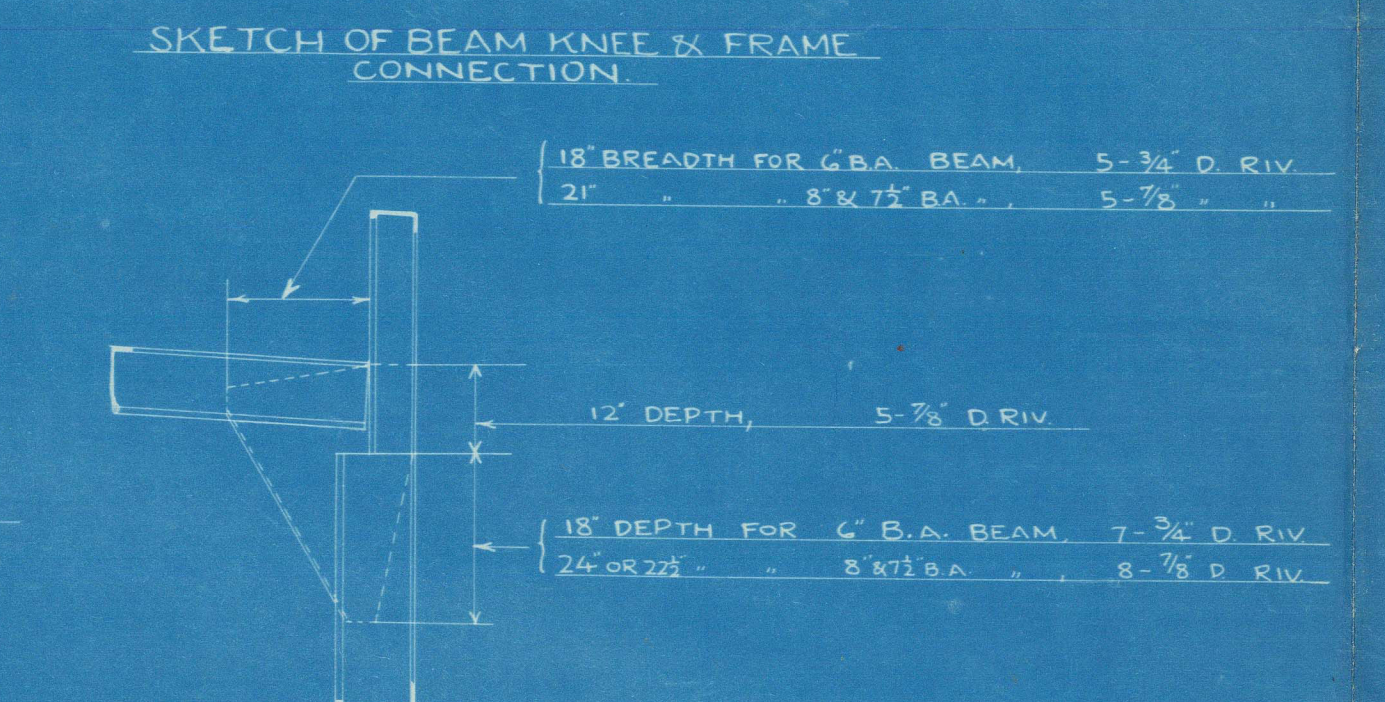 SKETCH OF BEAM KNEE & FRAME
CONNECTION.
18" BREADTH FOR 6" B.A. BEAM, 5-3/4" D. RIV.
21" " " 8" & 7½" B.A. " , 5-7/8" " "
12" DEPTH, 5-7/8" D. RIV.
18" DEPTH FOR 6" B.A. BEAM, 7-3/4" D. RIV.
24" OR 22½" " " 8" & 7½" B.A. " , 8-7/8" D. RIV.